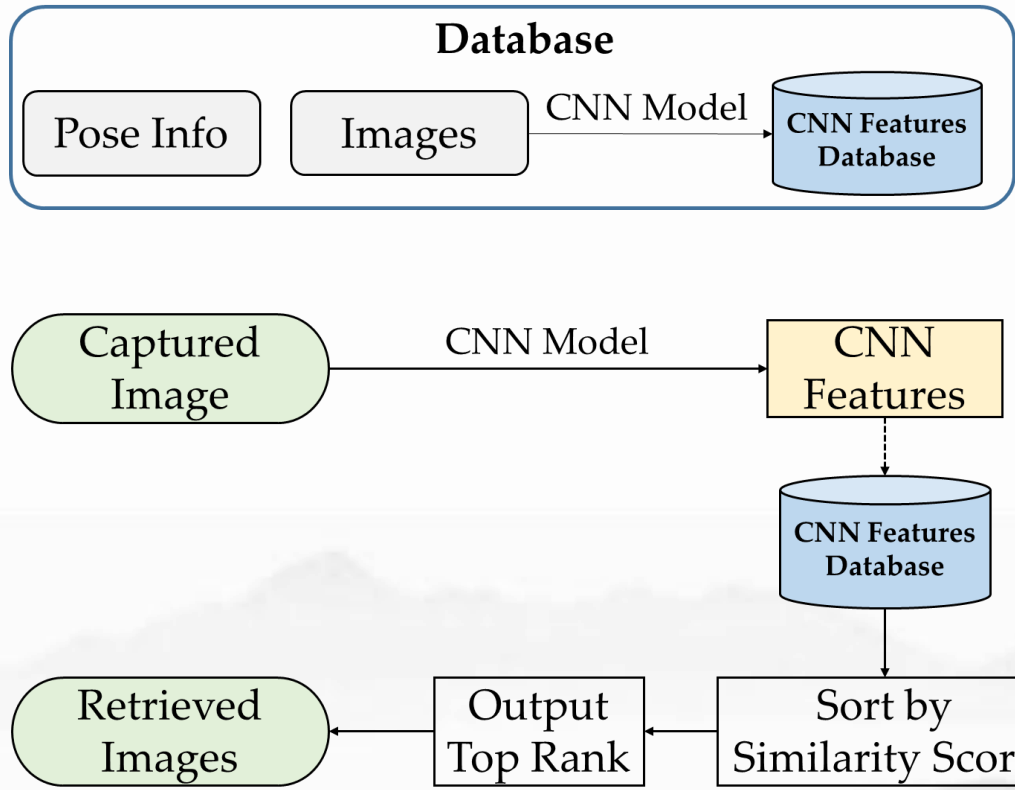 Database
Pose Info
Images
CNN Model
CNN Features
Database
Captured
Image
CNN Model
CNN
Features
CNN Features
Database
Retrieved
Images
Output
Top Rank
Sort by
Similarity Scor